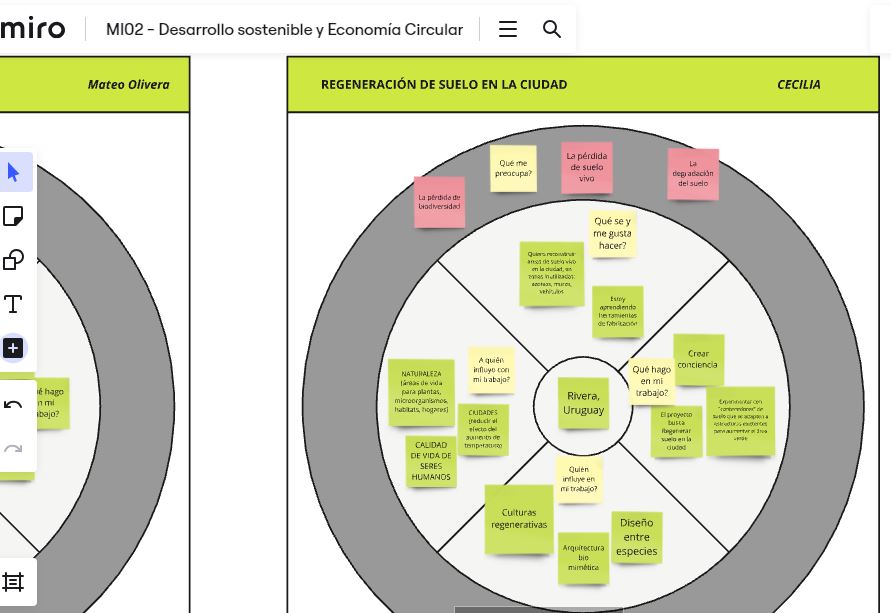 miro
MI02 - Desarrollo sostenible y Economía Circular
Mateo Olivera
REGENERACIÓN DE SUELO EN LA CIUDAD
CECILIA
La pérdida de
biodiversidad
Qué me
preocupa?
La pérdida
de suelo
vivo
La
degradación
del suelo
Qué se y
me gusta
hacer?
Quiero reconstruir
áreas de suelo vivo
en la ciudad, en
zonas inutilizadas:
azoteas, muros,
vehículos
Estoy
aprendiendo
herramientas
de fabricación
A quién
influyo con
mi trabajo?
NATURALEZA
(áreas de vida
para plantas,
microorganismos,
habitats, hogares)
CIUDADES
(reducir el
efecto del
aumento de
temperaturas)
CALIDAD
DE VIDA DE
SERES
HUMANOS
Rivera,
Uruguay
Qué hago
en mi
trabajo?
Crear
conciencia
El proyecto
busca
Regenerar
suelo en la
ciudad
Experimentar con
"contenedores" de
suelo que se adapten a
estructuras existentes
para aumentar el área
verde
Quién
influye en
mi trabajo?
Culturas
regenerativas
Arquitectura
bio
mimética
Diseño
entre
especies
é hago
n mi
abajo?